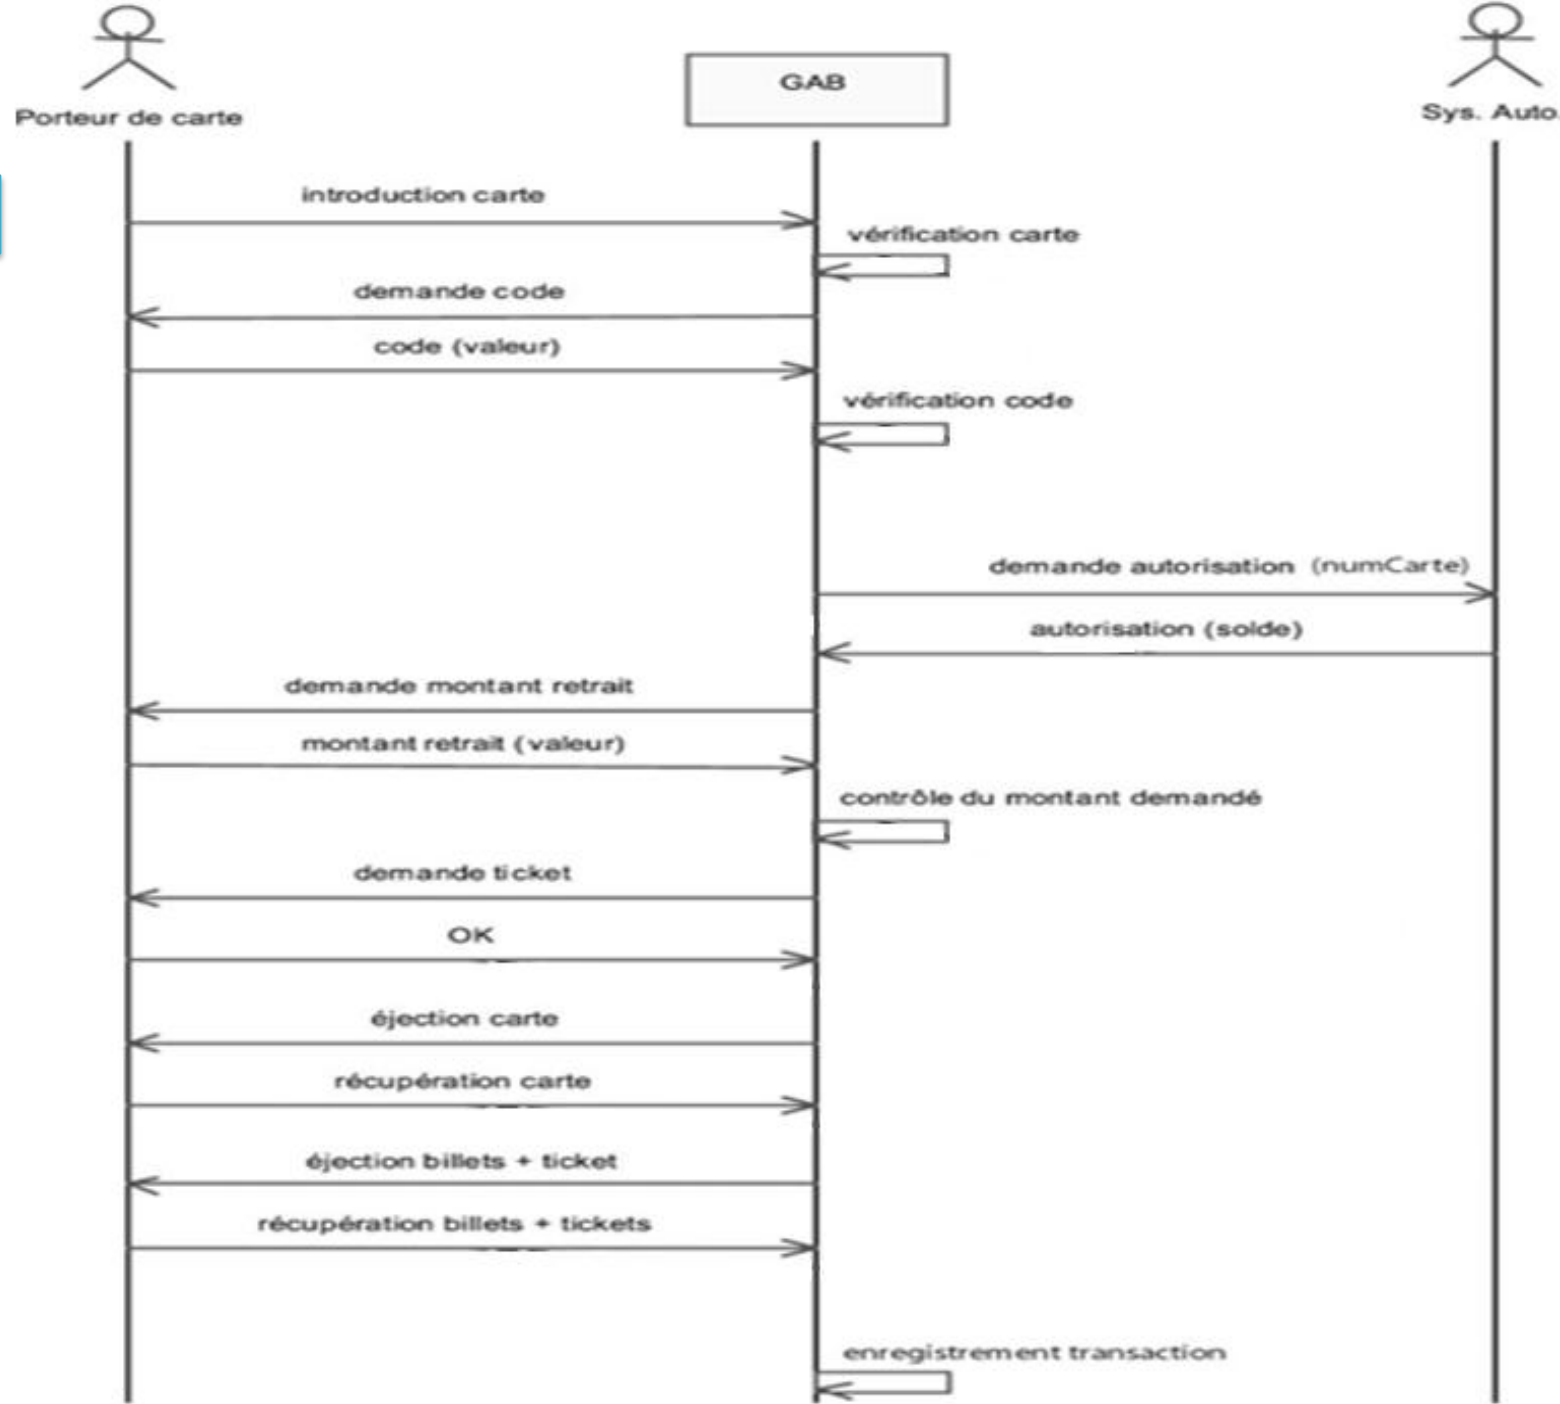 GAB
Porteur de carte
Sys. Auto.
introduction carte
vérification carte
demande code
code (valeur)
vérification code
demande autorisation (numCarte)
autorisation (solde)
demande montant retrait
montant retrait (valeur)
contrôle du montant demandé
demande ticket
OK
éjection carte
récupération carte
éjection billets + ticket
récupération billets + tickets
enregistrement transaction